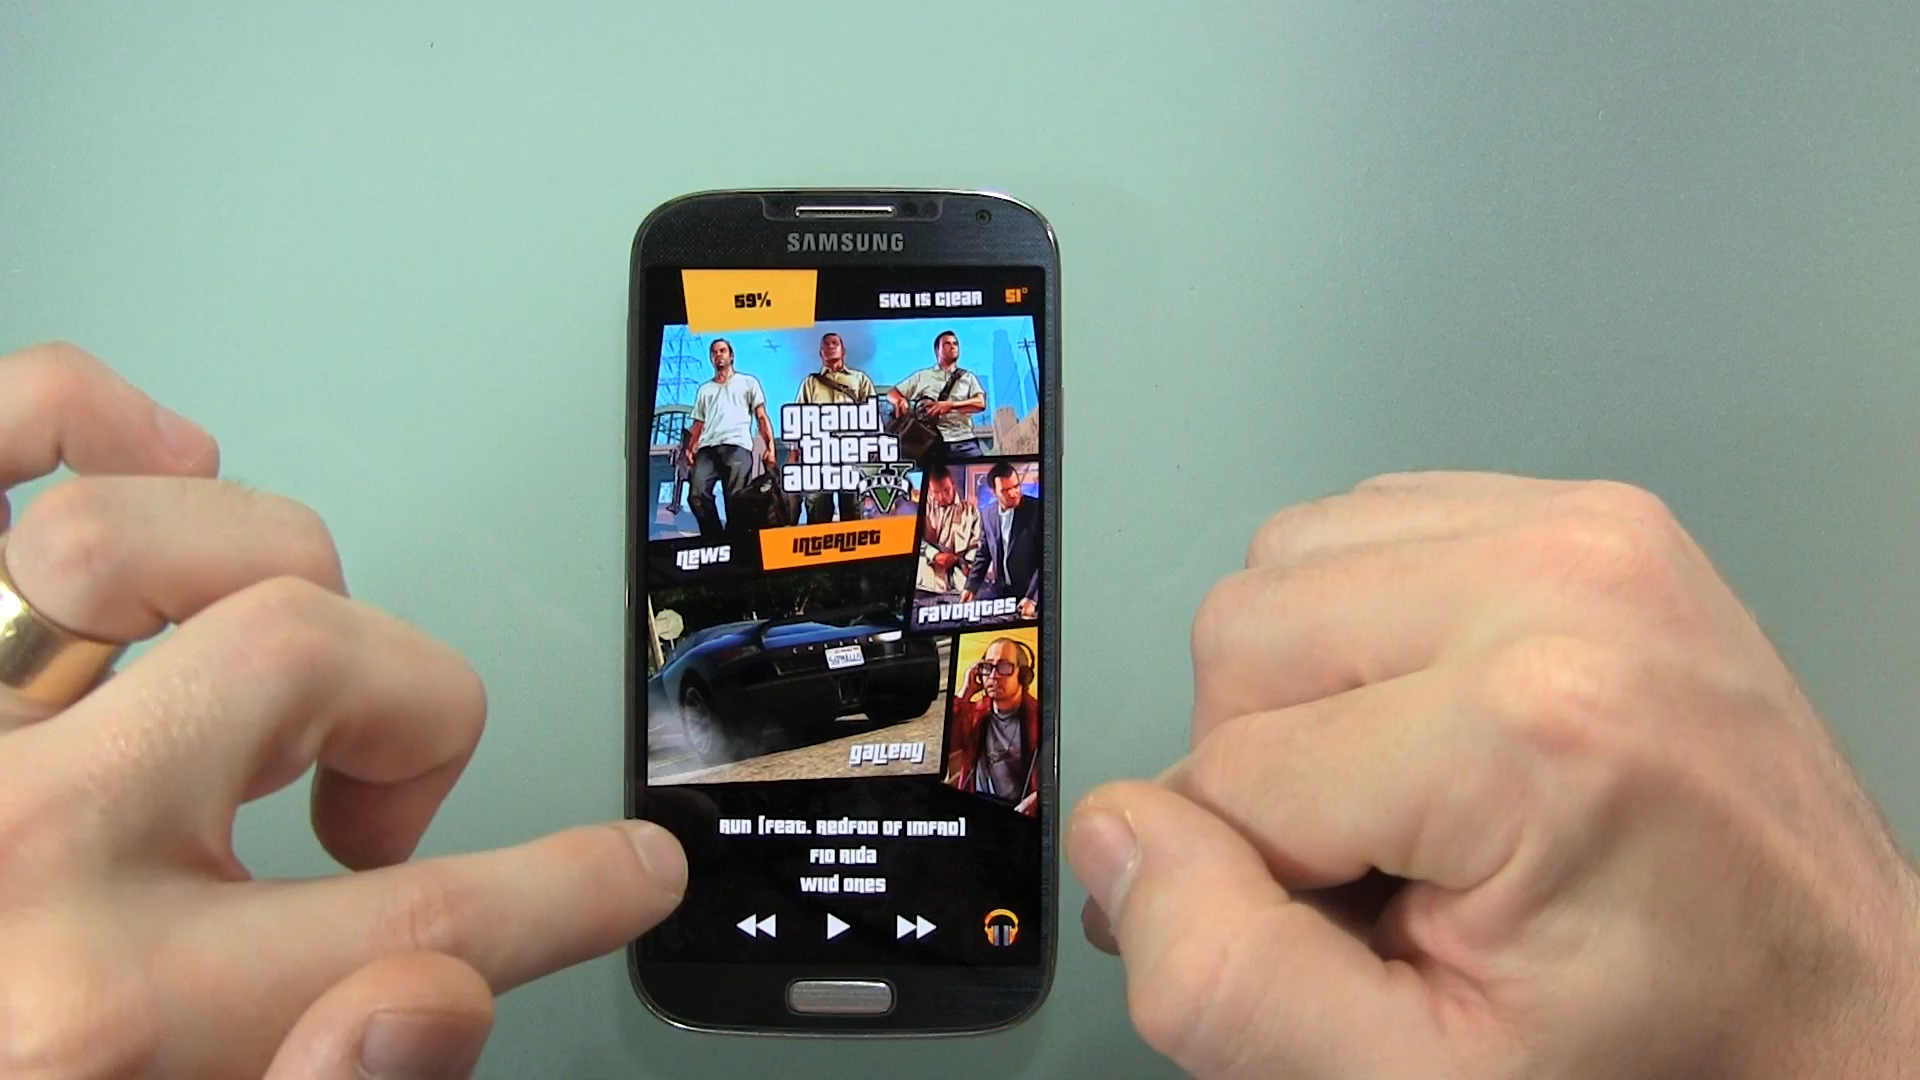 SAMSUNG
59%
SKY IS CLEAR
51°
grand
theft
auto V
NEWS
INTERNET
FAVORITES
GALLERY
RUN (FEAT. REDFOO OF LMFAO)
FLO RIDA
WILD ONES